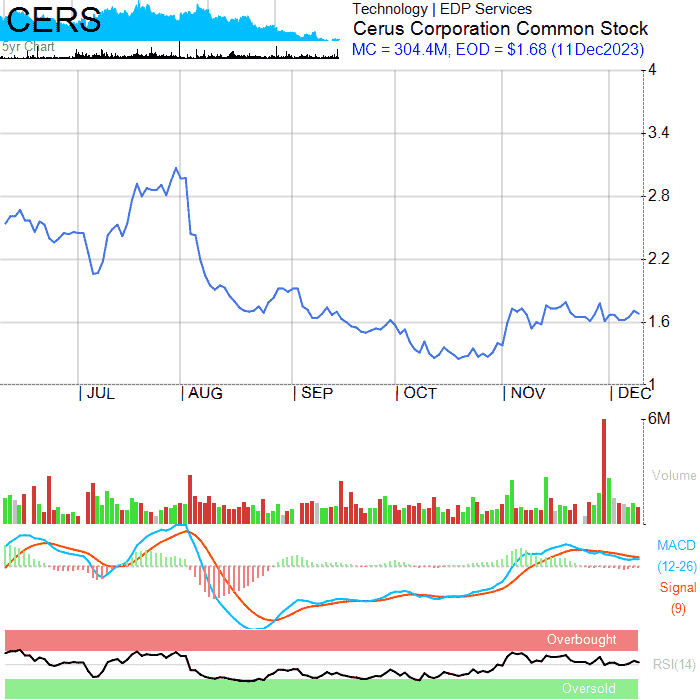 CERS
5yr Chart
Technology | EDP Services
Cerus Corporation Common Stock
MC = 304.4M, EOD = $1.68 (11Dec2023)
4
3.4
2.8
2.2
1.6
1
| JUL | AUG | SEP | OCT | NOV | DEC
6M
Volume
MACD
(12-26)
Signal
(9)
Overbought
RSI(14)
Oversold